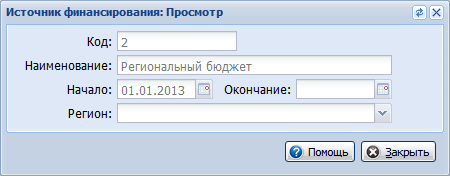 Источник финансирования: Просмотр
Код: 2
Наименование: Региональный бюджет
Начало: 01.01.2013 Окончание:
Регион:
Помощь Закрыть